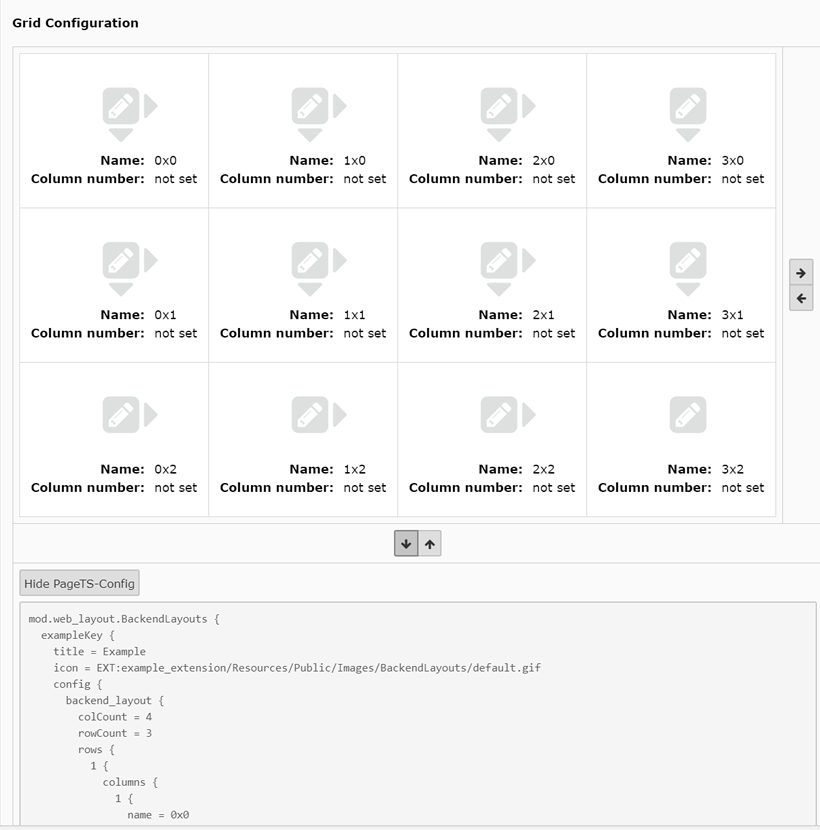 Grid Configuration
Name: 0x0
Column number: not set
Name: 1x0
Column number: not set
Name: 2x0
Column number: not set
Name: 3x0
Column number: not set
Name: 0x1
Column number: not set
Name: 1x1
Column number: not set
Name: 2x1
Column number: not set
Name: 3x1
Column number: not set
Name: 0x2
Column number: not set
Name: 1x2
Column number: not set
Name: 2x2
Column number: not set
Name: 3x2
Column number: not set
Hide PageTS-Config
mod.web_layout.BackendLayouts {
  exampleKey {
    title = Example
    icon = EXT:example_extension/Resources/Public/Images/BackendLayouts/default.gif
    config {
      backend_layout {
        colCount = 4
        rowCount = 3
        rows {
          1 {
            columns {
              1 {
                name = 0x0